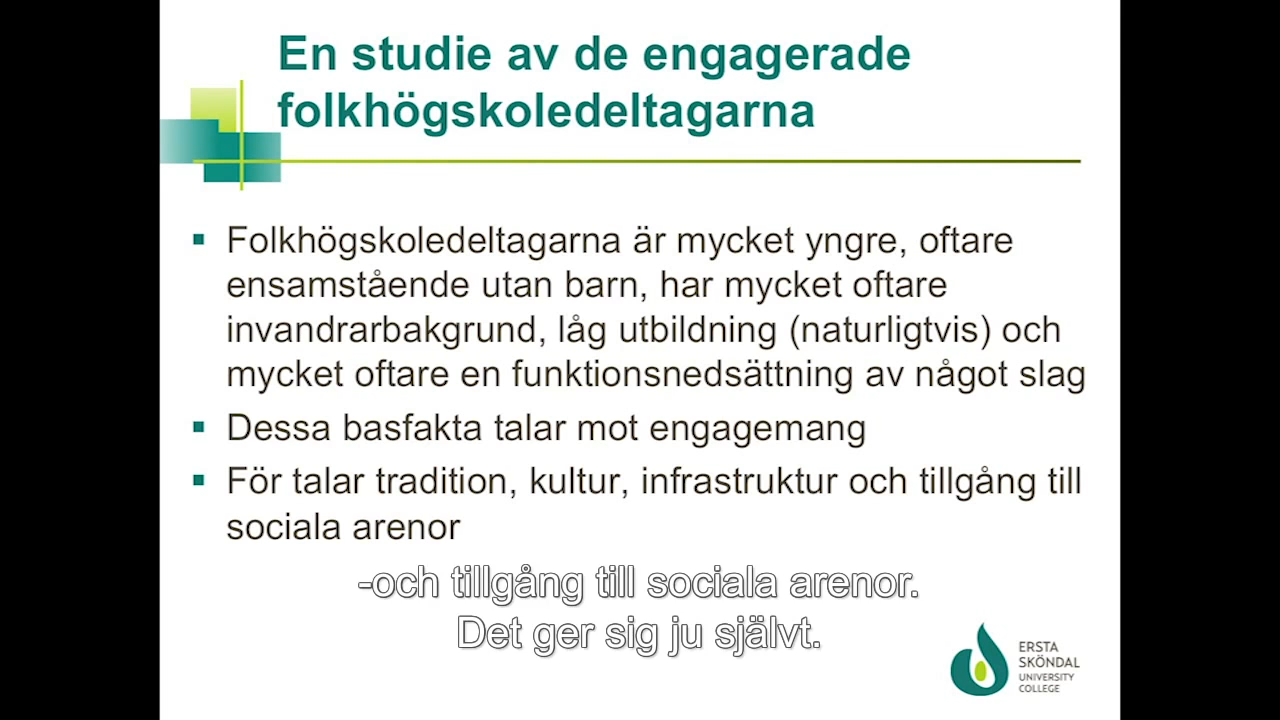 En studie av de engagerade
folkhögskoledeltagarna
Folkhögskoledeltagarna är mycket yngre, oftare
ensamstående utan barn, har mycket oftare
invandrarbakgrund, låg utbildning (naturligtvis) och
mycket oftare en funktionsnedsättning av något slag
Dessa basfakta talar mot engagemang
För talar tradition, kultur, infrastruktur och tillgång till
sociala arenor
-och tillgång till sociala arenor.
Det ger sig ju självt.
ERSTA
SKÖNDAL
UNIVERSITY
COLLEGE